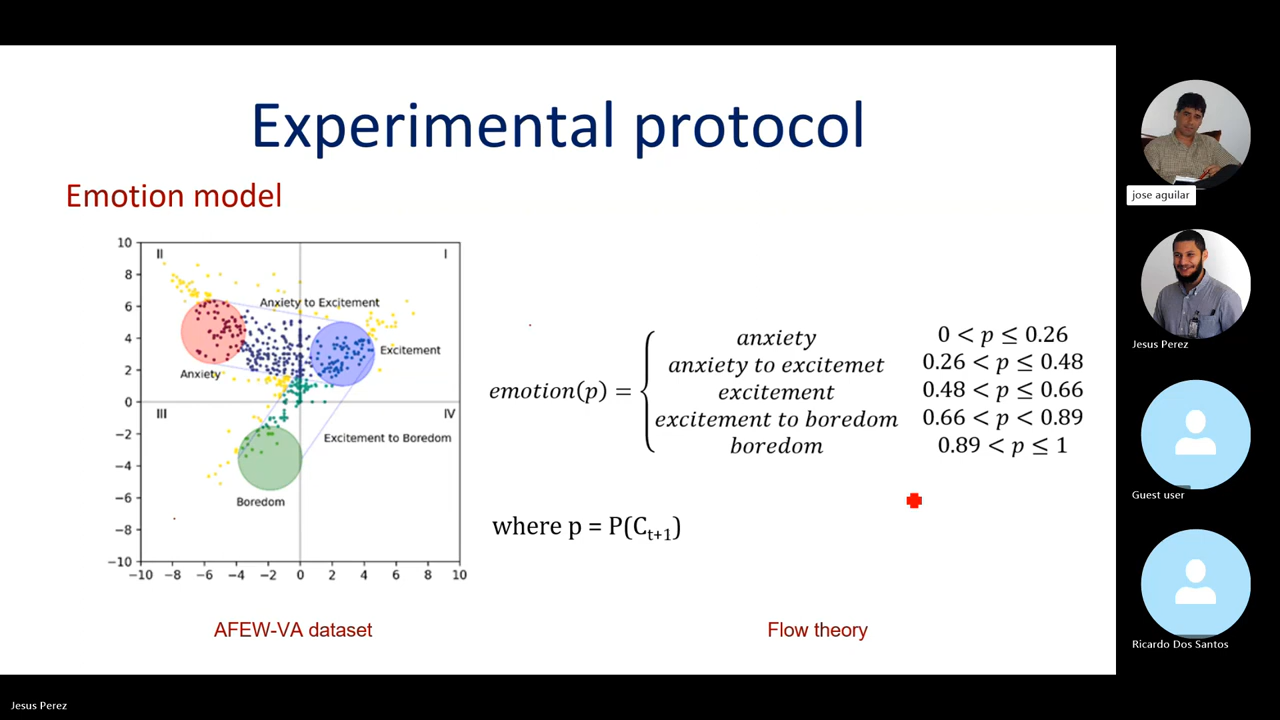 Experimental protocol
Emotion model
10
8
6
4
2
0
−2
−4
−6
−8
−10
−10 −8 −6 −4 −2 0 2 4 6 8 10
II
I
III
IV
Anxiety to Excitement
Excitement
Anxiety
Excitement to Boredom
Boredom
AFEW-VA dataset
emotion(p) =
anxiety 0 < p ≤ 0.26
anxiety to excitemet 0.26 < p ≤ 0.48
excitement 0.48 < p ≤ 0.66
excitement to boredom 0.66 < p < 0.89
boredom 0.89 < p ≤ 1
where p = P(C_{t+1})
Flow theory
jose aguilar
Jesus Perez
Guest user
Ricardo Dos Santos
Jesus Perez